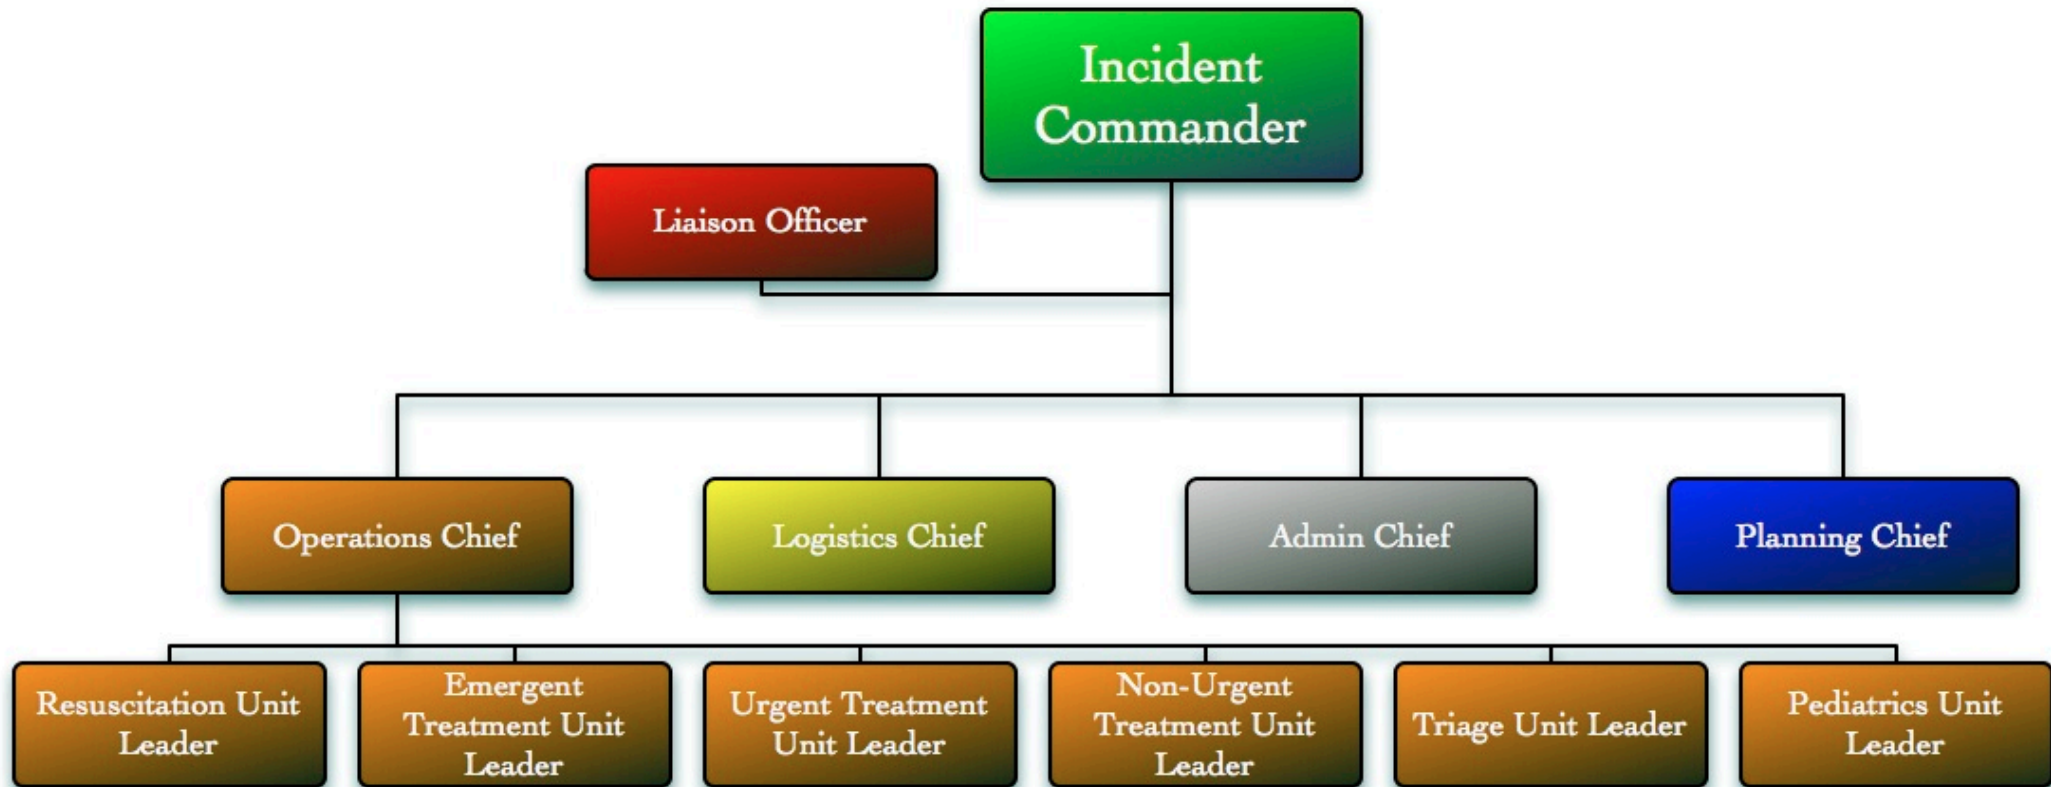 Incident
Commander
Liaison Officer
Operations Chief
Logistics Chief
Admin Chief
Planning Chief
Resuscitation Unit
Leader
Emergent
Treatment Unit
Leader
Urgent Treatment
Unit Leader
Non-Urgent
Treatment Unit
Leader
Triage Unit Leader
Pediatrics Unit
Leader